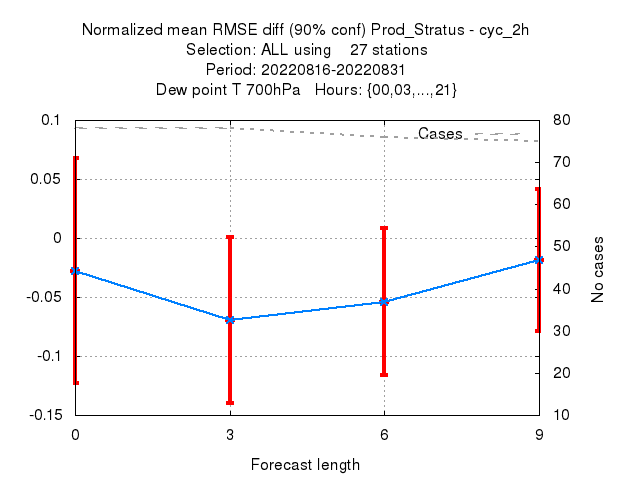 Normalized mean RMSE diff (90% conf) Prod_Stratus - cyc_2h
Selection: ALL using    27 stations
Period: 20220816-20220831
Dew point T 700hPa   Hours: {00,03,...,21}
0.1
0.05
0
-0.05
-0.1
-0.15
Cases
80
70
60
50
40
30
20
10
No cases
0 3 6 9
Forecast length